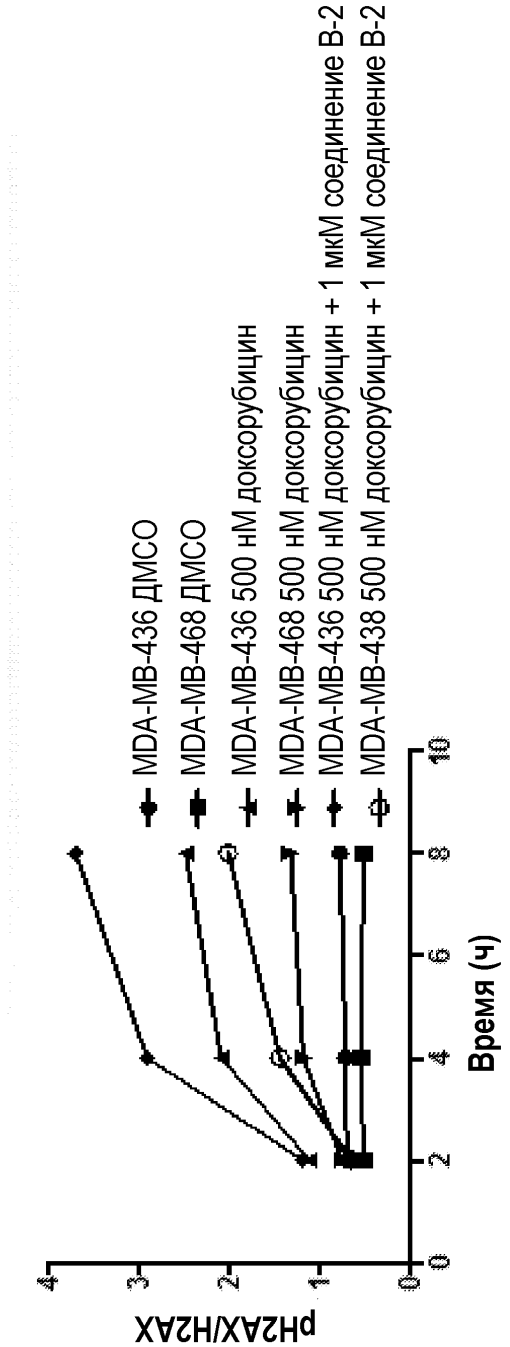 pH2AX/H2AX
4
3
2
1
0
0
2
4
6
8
10
Время (ч)
MDA-MB-436 ДМСО
MDA-MB-468 ДМСО
MDA-MB-436 500 нМ доксорубицин
MDA-MB-468 500 нМ доксорубицин
MDA-MB-436 500 нМ доксорубицин + 1 мкМ соединение В-2
MDA-MB-438 500 нМ доксорубицин + 1 мкМ соединение В-2